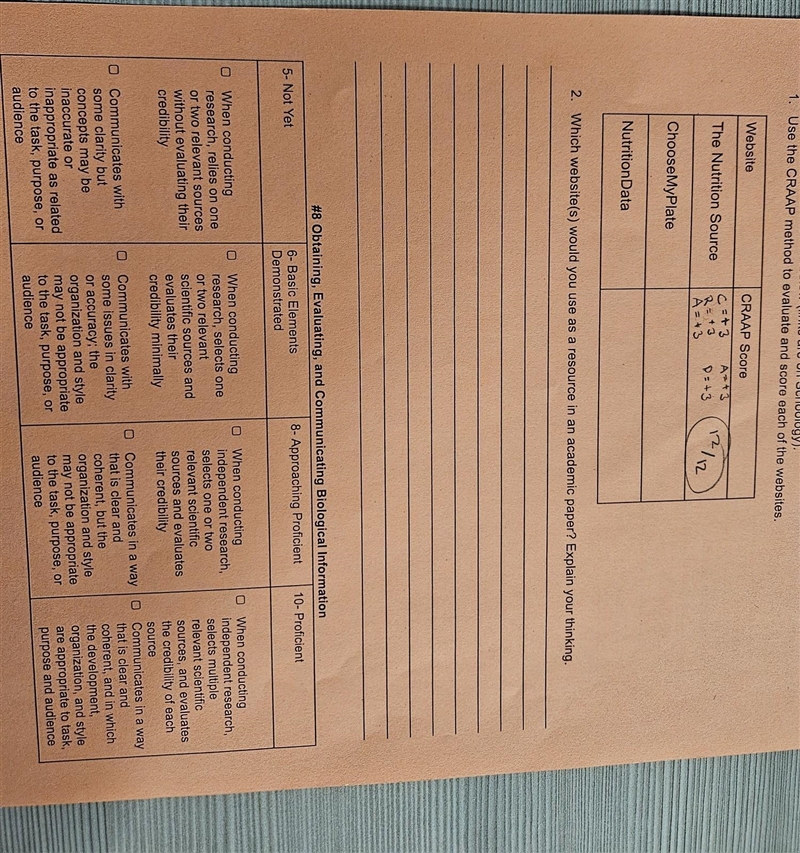 on Schoology).
1. Use the CRAAP method to evaluate and score each of the websites.
Website
CRAAP Score
The Nutrition Source
C = +3 A = +3
R = +3 D = +3
A = +3
12/12
ChooseMyPlate
NutritionData
2. Which website(s) would you use as a resource in an academic paper? Explain your thinking.
#8 Obtaining, Evaluating, and Communicating Biological Information
5- Not Yet
6- Basic Elements
Demonstrated
8- Approaching Proficient
10- Proficient
When conducting
research, relies on one
or two relevant sources
without evaluating their
credibility
Communicates with
some clarity but
concepts may be
inaccurate or
inappropriate as related
to the task, purpose, or
audience
When conducting
research, selects one
or two relevant
scientific sources and
evaluates their
credibility minimally
Communicates with
some issues in clarity
or accuracy; the
organization and style
may not be appropriate
to the task, purpose, or
audience
When conducting
independent research,
selects one or two
relevant scientific
sources and evaluates
their credibility
Communicates in a way
that is clear and
coherent, but the
organization and style
may not be appropriate
to the task, purpose, or
audience
When conducting
independent research,
selects multiple
relevant scientific
sources, and evaluates
the credibility of each
source
Communicates in a way
that is clear and
coherent, and in which
the development,
organization, and style
are appropriate to task,
purpose and audience